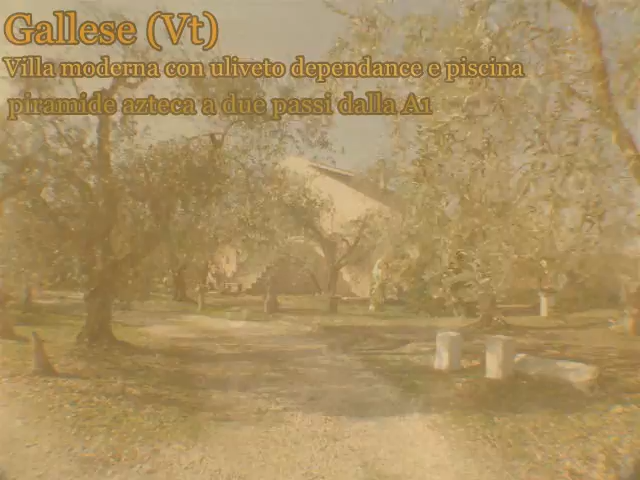 Gallese (Vt)
Villa moderna con uliveto dependance e piscina
piramide azteca a due passi dalla A1